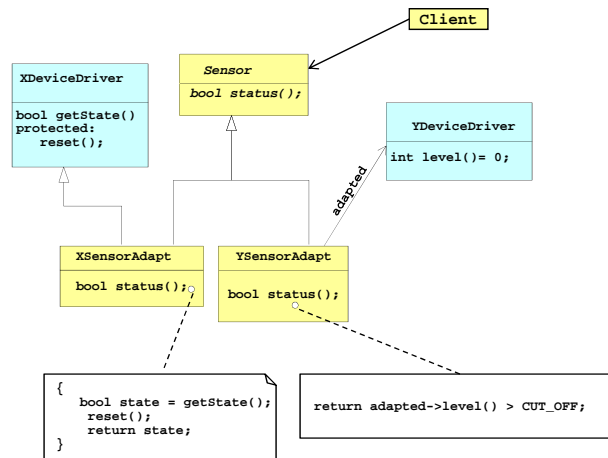 Client
XDeviceDriver
bool getState()
protected:
reset();
Sensor
bool status();
YDeviceDriver
int level()= 0;
adapted
XSensorAdapt
bool status();
YSensorAdapt
bool status();
{
bool state = getState();
reset();
return state;
}
return adapted->level() > CUT_OFF;